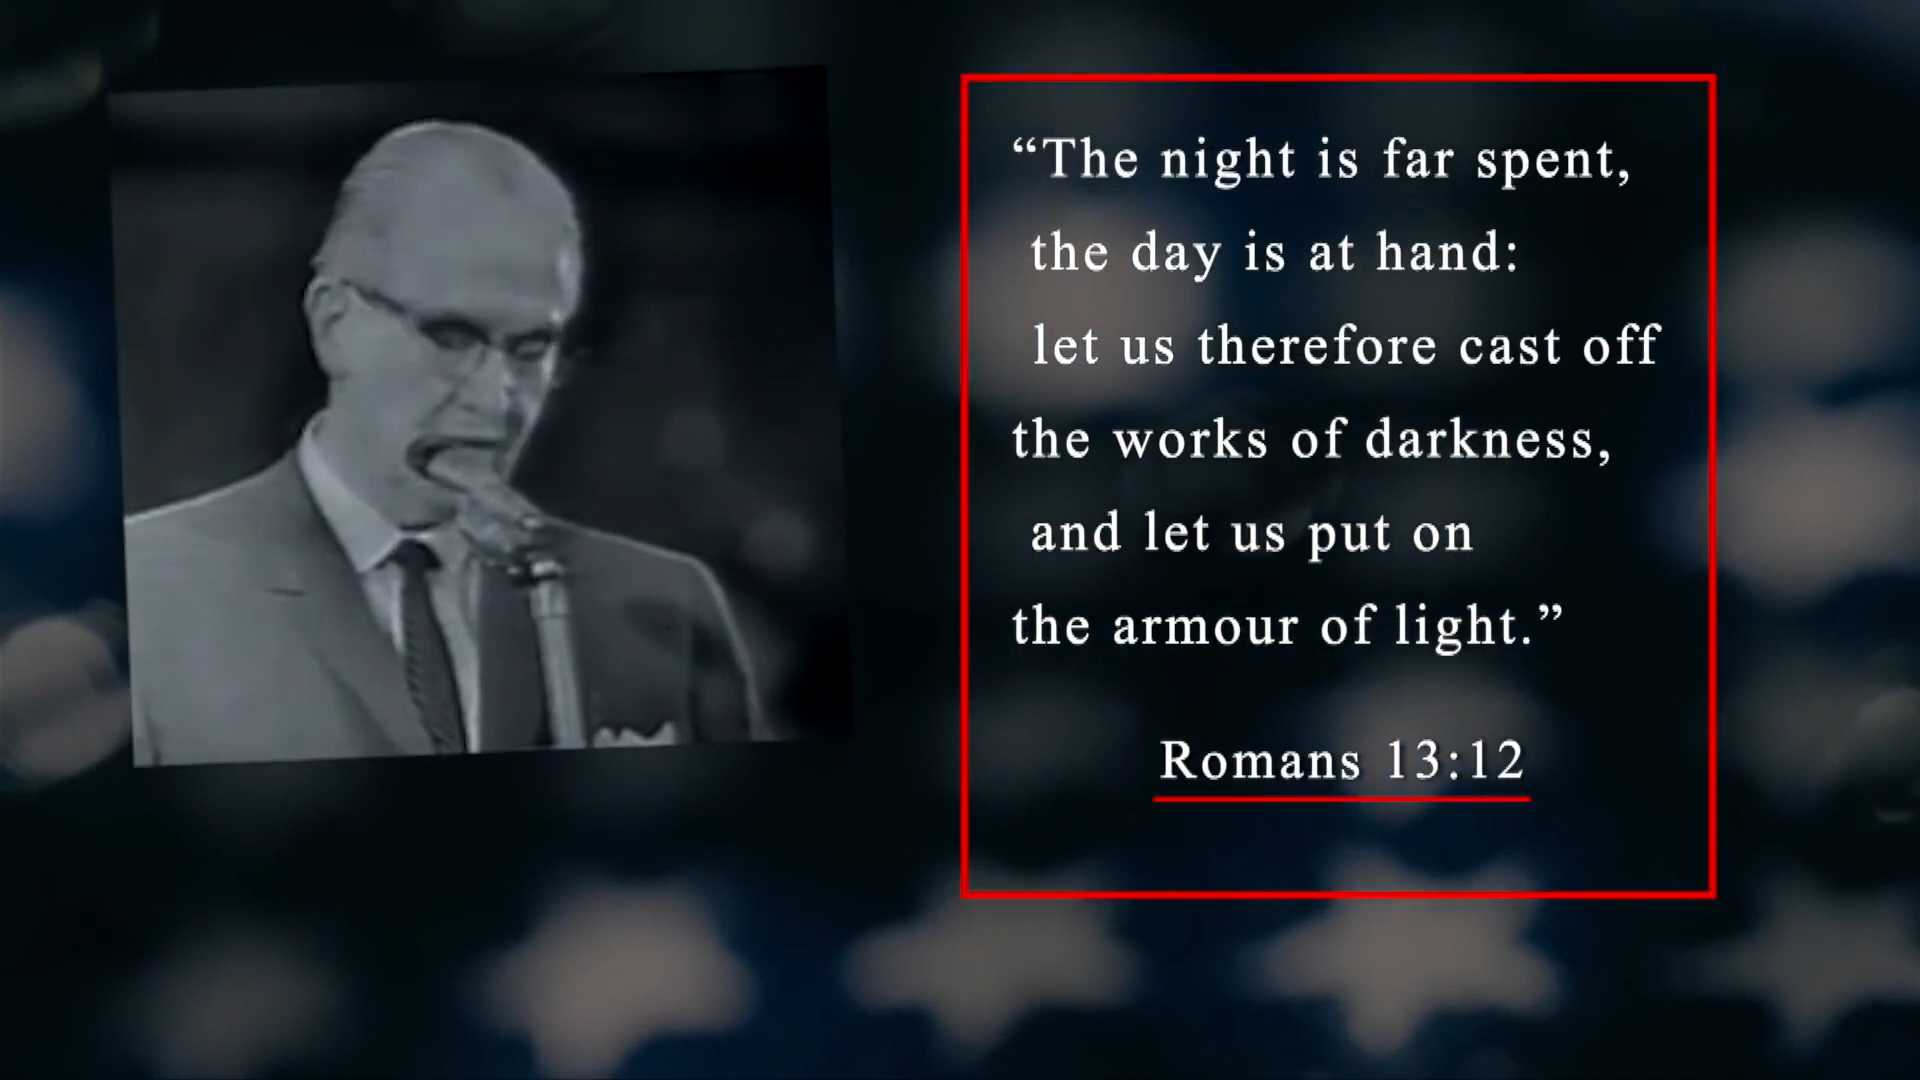 “The night is far spent,
the day is at hand:
let us therefore cast off
the works of darkness,
and let us put on
the armour of light.”
Romans 13:12